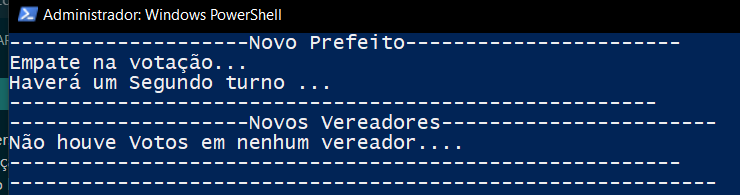 Administrador: Windows PowerShell
---------------------Novo Prefeito------------------------
Empate na votação...
Haverá um Segundo turno ...
---------------------------------------------------------
---------------------Novos Vereadores------------------------
Não houve Votos em nenhum vereador....
-----------------------------------------------------------
-------------------------------------------------------------